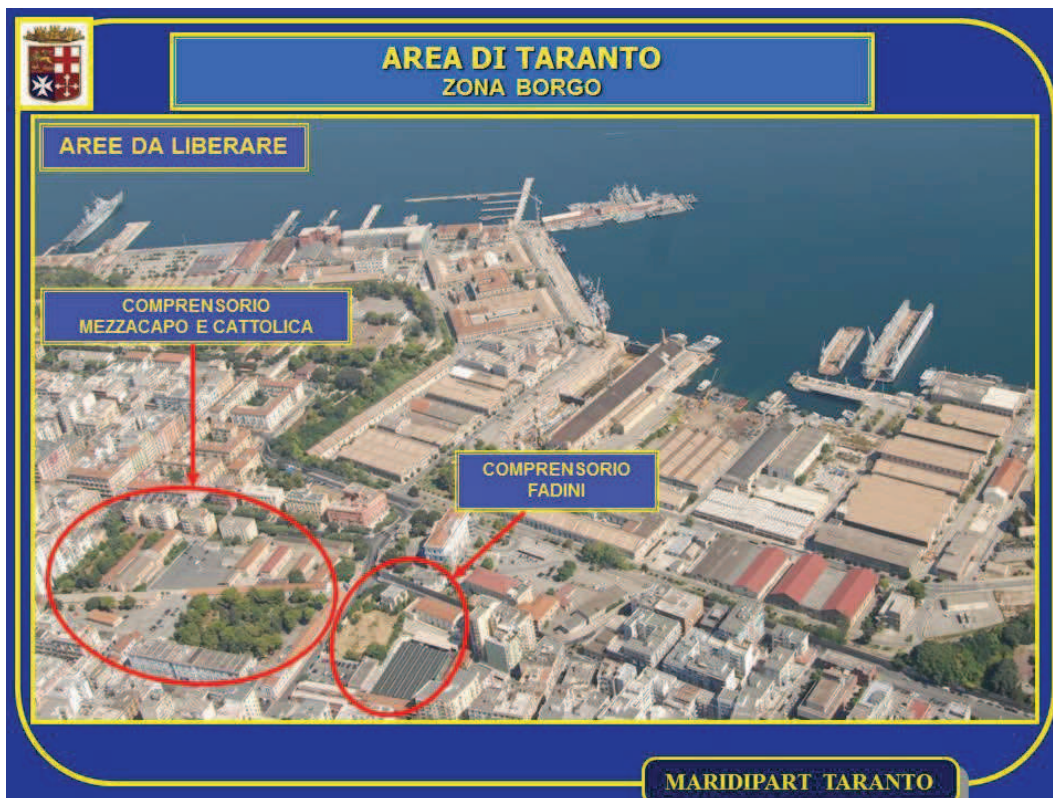 AREA DI TARANTO
ZONA BORGO
AREE DA LIBERARE
COMPRENSORIO
MEZZACAPO E CATTOLICA
COMPRENSORIO
FADINI
MARIDIPART TARANTO